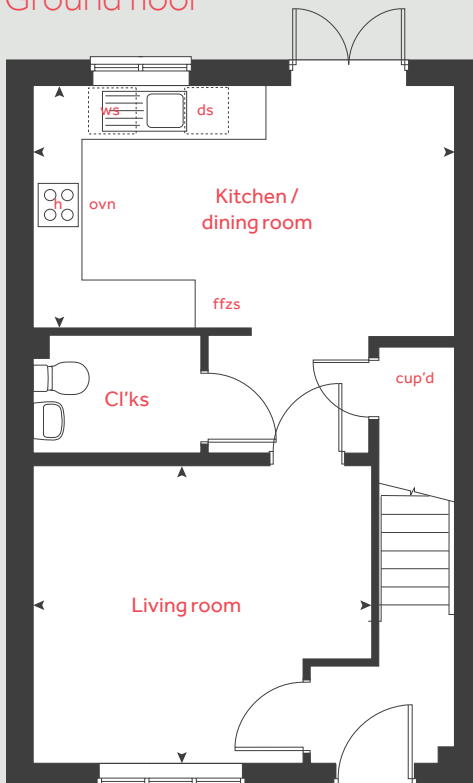 Ground floor
ws
ds
h
ovn
Kitchen /
dining room
ffzs
Cl'ks
cup'd
Living room